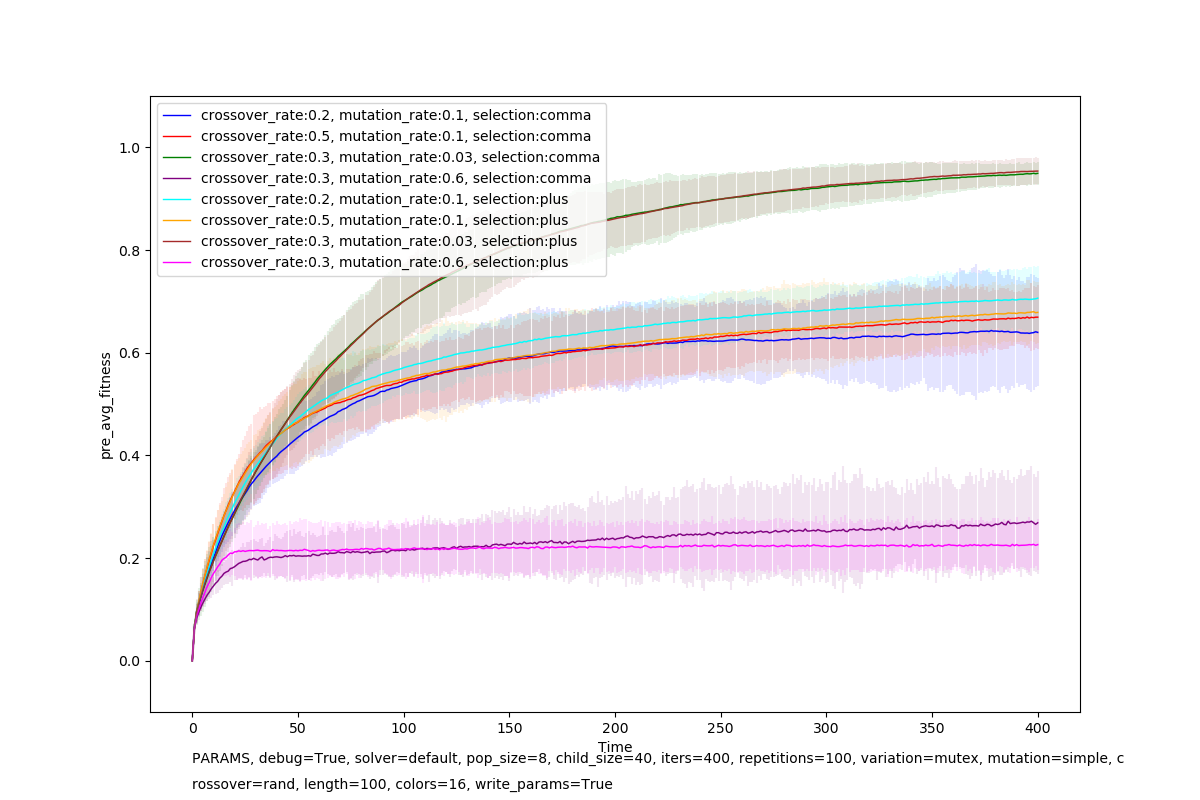 crossover_rate:0.2, mutation_rate:0.1, selection:comma
crossover_rate:0.5, mutation_rate:0.1, selection:comma
crossover_rate:0.3, mutation_rate:0.03, selection:comma
crossover_rate:0.3, mutation_rate:0.6, selection:comma
crossover_rate:0.2, mutation_rate:0.1, selection:plus
crossover_rate:0.5, mutation_rate:0.1, selection:plus
crossover_rate:0.3, mutation_rate:0.03, selection:plus
crossover_rate:0.3, mutation_rate:0.6, selection:plus
pre_avg_fitness
1.0
0.8
0.6
0.4
0.2
0.0
0 50 100 150 200 250 300 350 400
Time
PARAMS, debug=True, solver=default, pop_size=8, child_size=40, iters=400, repetitions=100, variation=mutex, mutation=simple, c
rossover=rand, length=100, colors=16, write_params=True